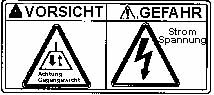 VORSICHT
GEFAHR
Strom
Spannung
Achtung
Gegengewicht